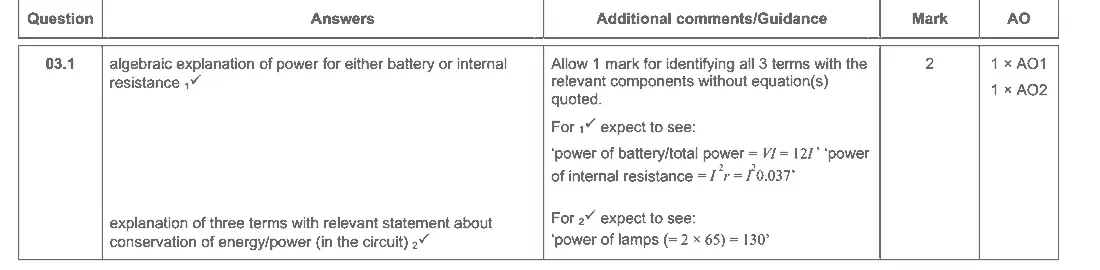 Question Answers Additional comments/Guidance Mark AO
03.1 algebraic explanation of power for either battery or internal resistance ₁✓
Allow 1 mark for identifying all 3 terms with the
relevant components without equation(s)
quoted.
2
1 × AO1
1 × AO2
For ₁✓ expect to see:
‘power of battery/total power = VI = 12I’ ‘power
of internal resistance = I²r = I²0.037’
explanation of three terms with relevant statement about
conservation of energy/power (in the circuit) ₂✓
For ₂✓ expect to see:
‘power of lamps (= 2 × 65) = 130’